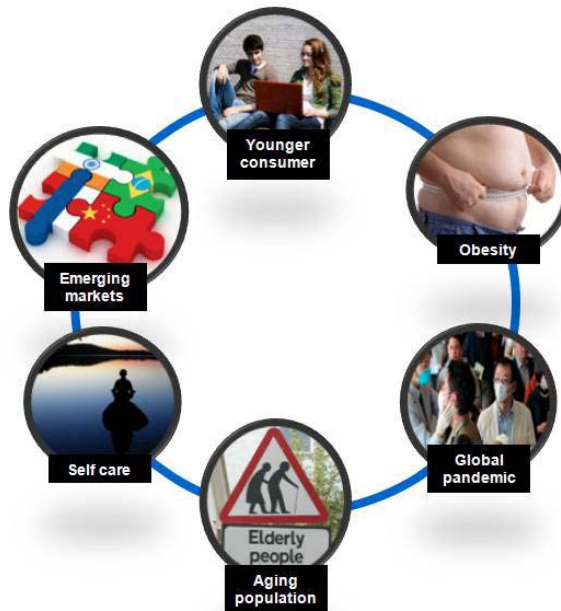 Younger
consumer
Obesity
Global
pandemic
Elderly
people
Aging
population
Self care
Emerging
markets